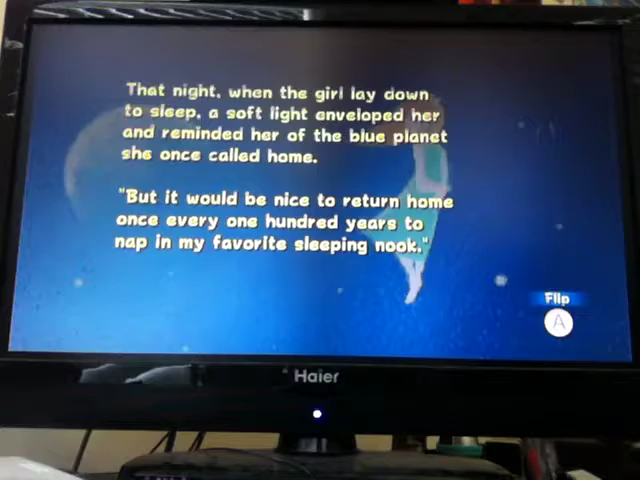 That night, when the girl lay down
to sleep, a soft light enveloped her
and reminded her of the blue planet
she once called home.
"But it would be nice to return home
once every one hundred years to
nap in my favorite sleeping nook."
Flip
A
Haier